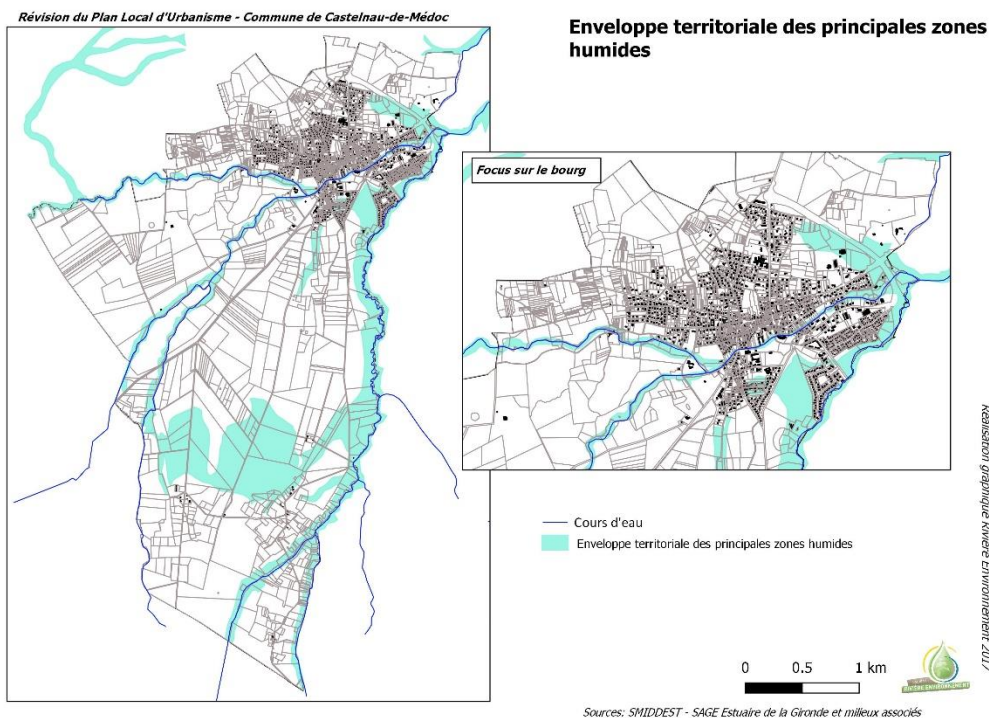 Révision du Plan Local d'Urbanisme - Commune de Castelnau-de-Médoc
Enveloppe territoriale des principales zones
humides
Focus sur le bourg
Cours d'eau
Enveloppe territoriale des principales zones humides
Réalisation graphique Rivière Environnement 2017
0 0.5 1 km
RIVIÈRE ENVIRONNEMENT
Sources: SMIDDEST - SAGE Estuaire de la Gironde et milieux associés